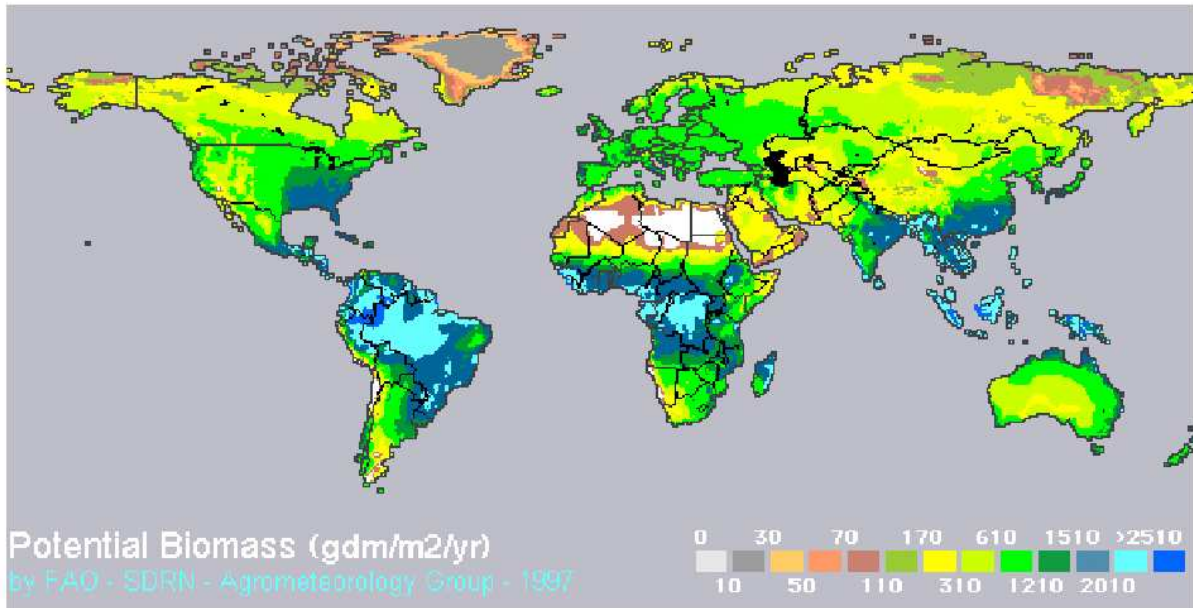 Potential Biomass (gdm/m2/yr)
by FAO - SDRN - Agrometeorology Group - 1997
0 30 70 170 610 1510 >2510
10 50 110 310 1210 2010